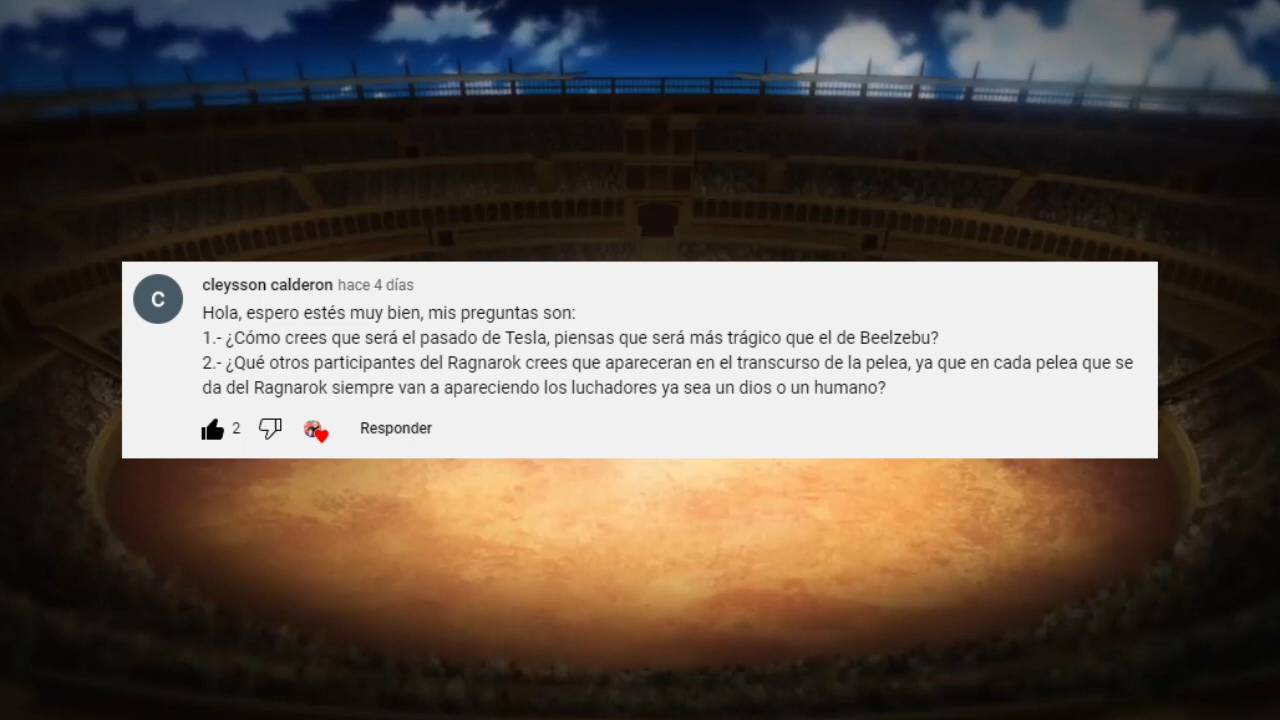 C
cleysson calderon hace 4 días
Hola, espero estés muy bien, mis preguntas son:
1.- ¿Cómo crees que será el pasado de Tesla, piensas que será más trágico que el de Beelzebu?
2.- ¿Qué otros participantes del Ragnarok crees que apareceran en el transcurso de la pelea, ya que en cada pelea que se
da del Ragnarok siempre van a apareciendo los luchadores ya sea un dios o un humano?
2 Responder